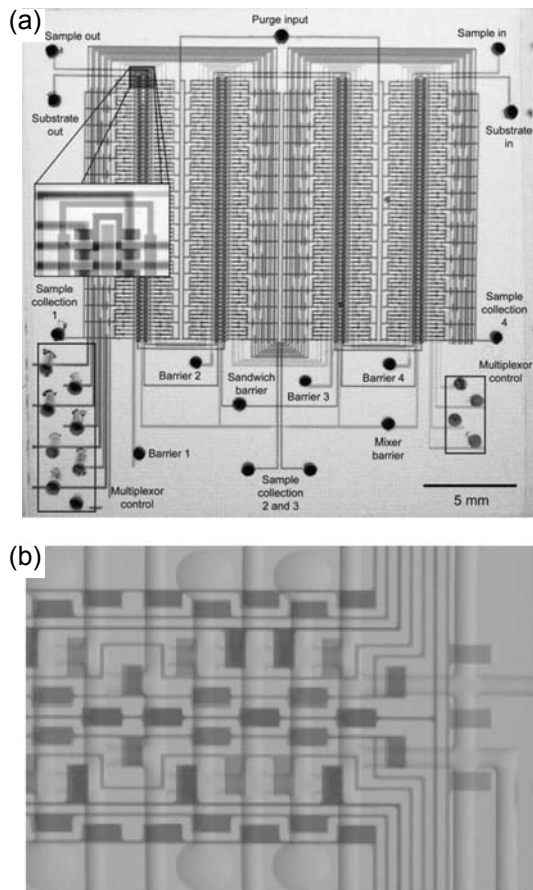 (a)
Purge input
Sample out
Sample in
Substrate
out
Substrate
in
Sample
collection
1
Sample
collection
4
Barrier 2
Sandwich
barrier
Barrier 3
Barrier 4
Multiplexor
control
Barrier 1
Mixer
barrier
Multiplexor
control
Sample
collection
2 and 3
5 mm
(b)